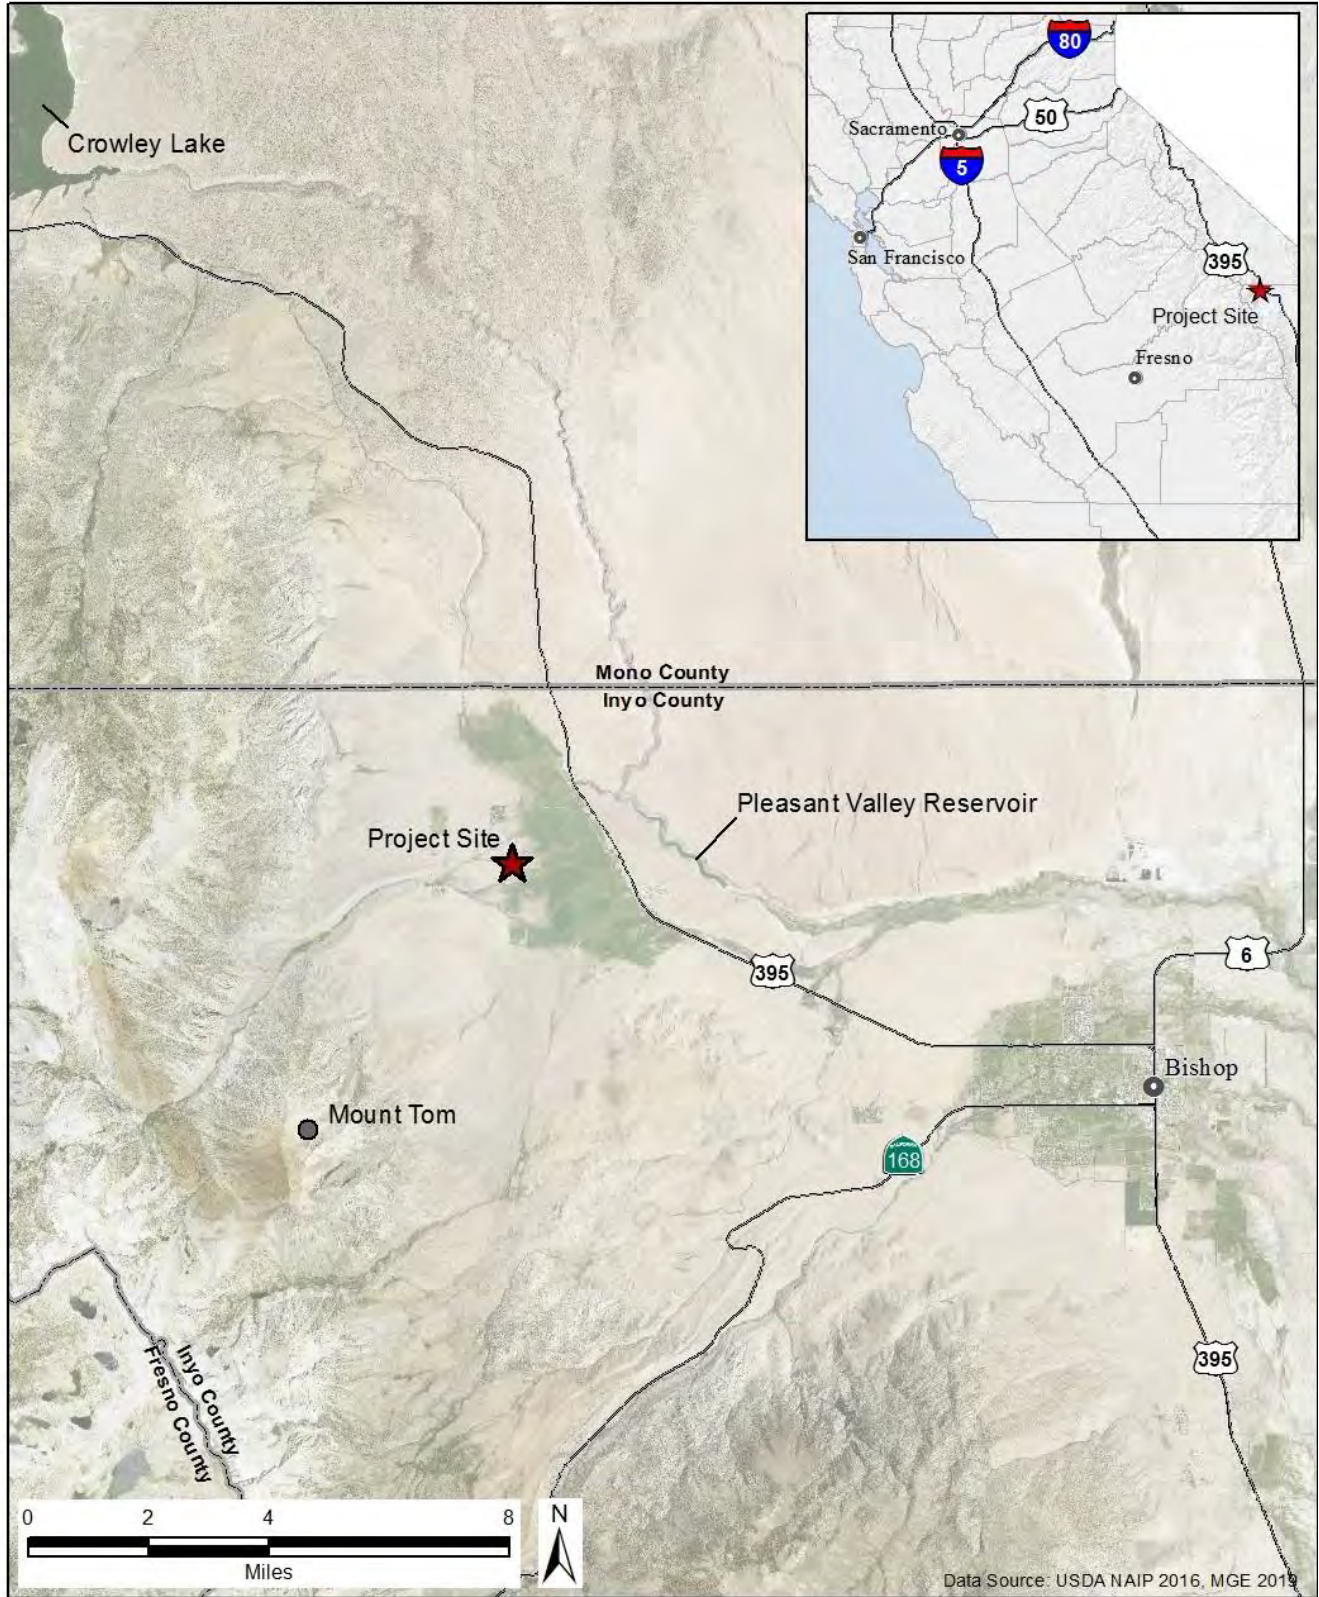 Crowley Lake
80
50
Sacramento
5
San Francisco
395
Project Site
Fresno
Mono County
Inyo County
Pleasant Valley Reservoir
Project Site
395
6
Bishop
Mount Tom
CALIFORNIA
168
Inyo County
Fresno County
395
0 2 4 8
Miles
N
Data Source: USDA NAIP 2016, MGE 2019